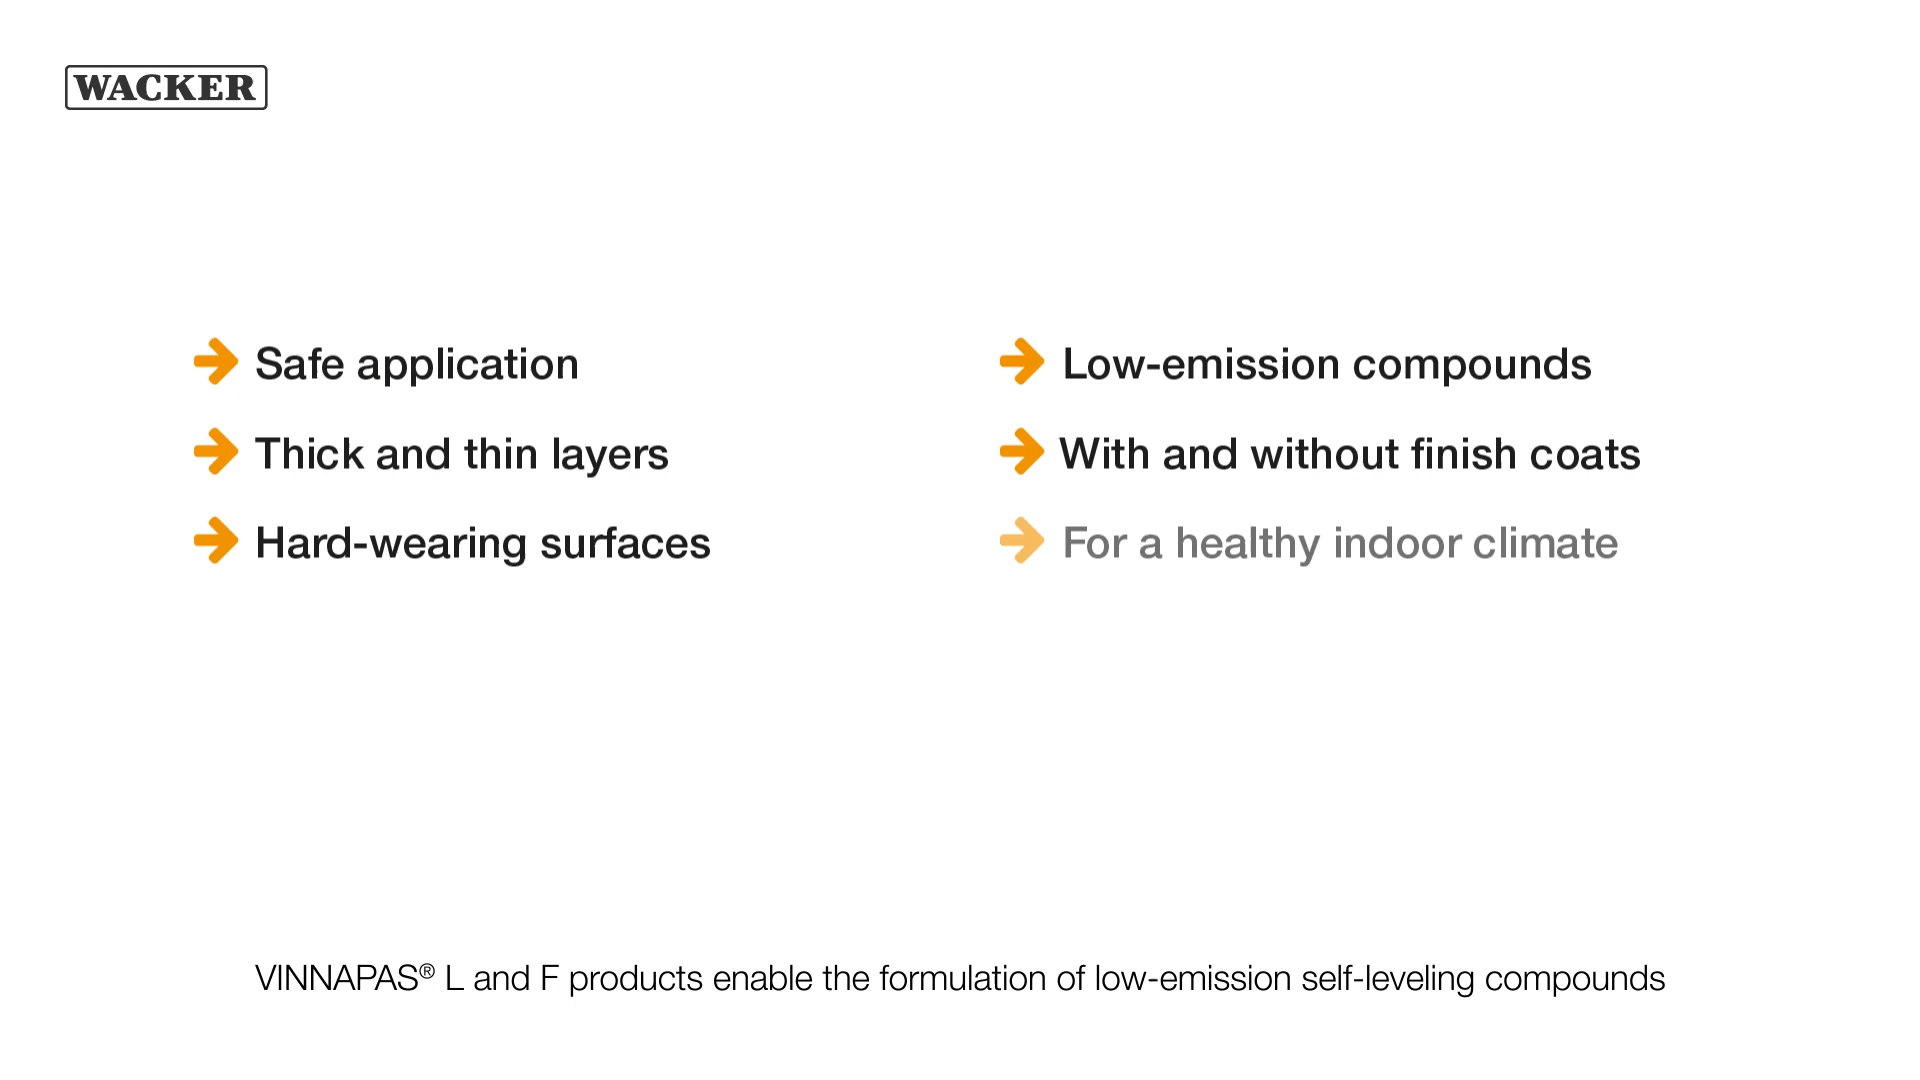 WACKER
Safe application
Thick and thin layers
Hard-wearing surfaces
Low-emission compounds
With and without finish coats
For a healthy indoor climate
VINNAPAS® L and F products enable the formulation of low-emission self-leveling compounds